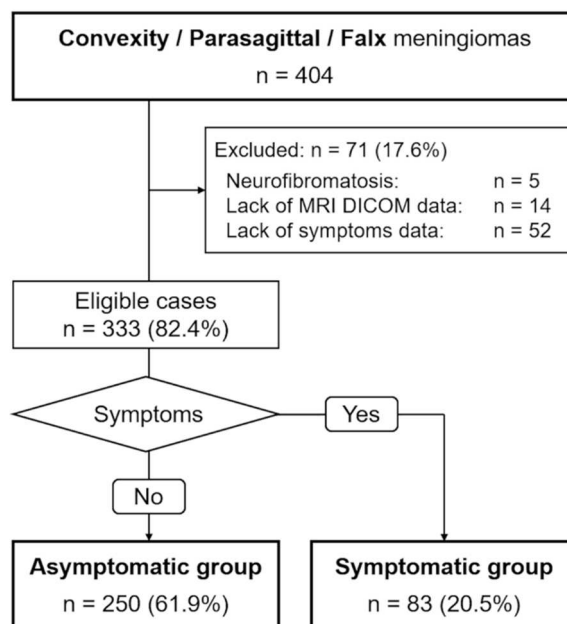 Convexity / Parasagittal / Falx meningiomas
n = 404
Excluded: n = 71 (17.6%)
Neurofibromatosis: n = 5
Lack of MRI DICOM data: n = 14
Lack of symptoms data: n = 52
Eligible cases
n = 333 (82.4%)
Symptoms
Yes
No
Asymptomatic group
n = 250 (61.9%)
Symptomatic group
n = 83 (20.5%)